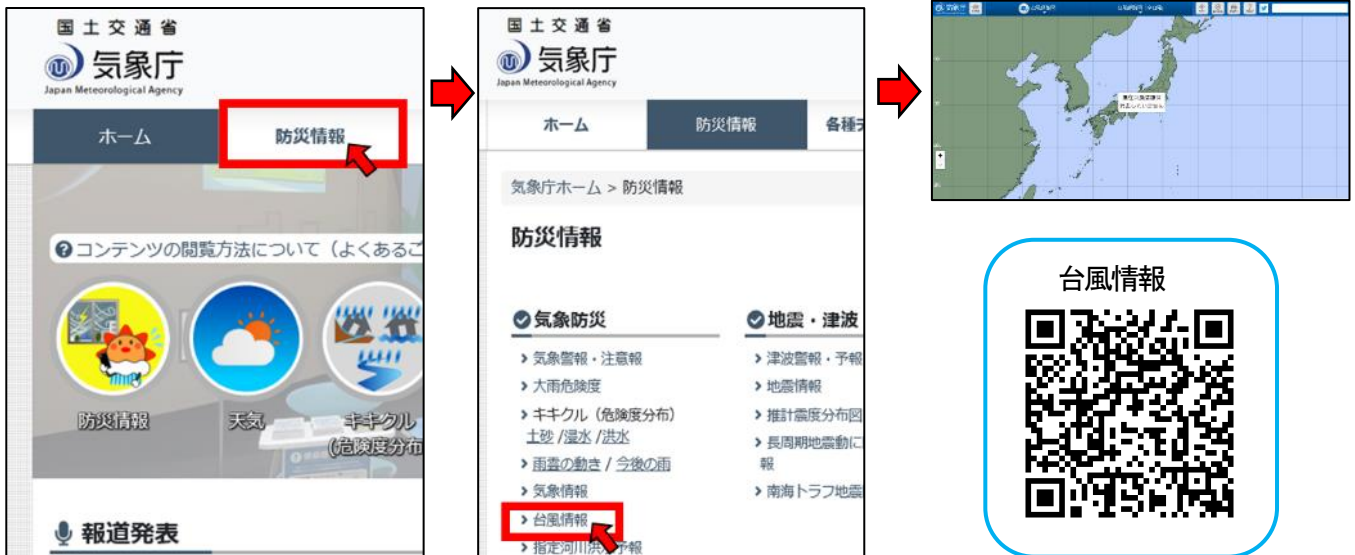 国土交通省
気象庁
Japan Meteorological Agency
ホーム
防災情報
コンテンツの閲覧方法について（よくあるご
防災情報
天気
キキクル
(危険度分布
報道発表
国土交通省
気象庁
Japan Meteorological Agency
ホーム
防災情報
各種
気象庁ホーム > 防災情報
防災情報
気象防災
気象警報・注意報
大雨危険度
キキクル（危険度分布）
土砂 /浸水 /洪水
雨雲の動き / 今後の雨
気象情報
台風情報
指定河川洪水予報
地震・津波
津波警報・予報
地震情報
推計震度分布図
長周期地震動に
報
南海トラフ地震
台風情報